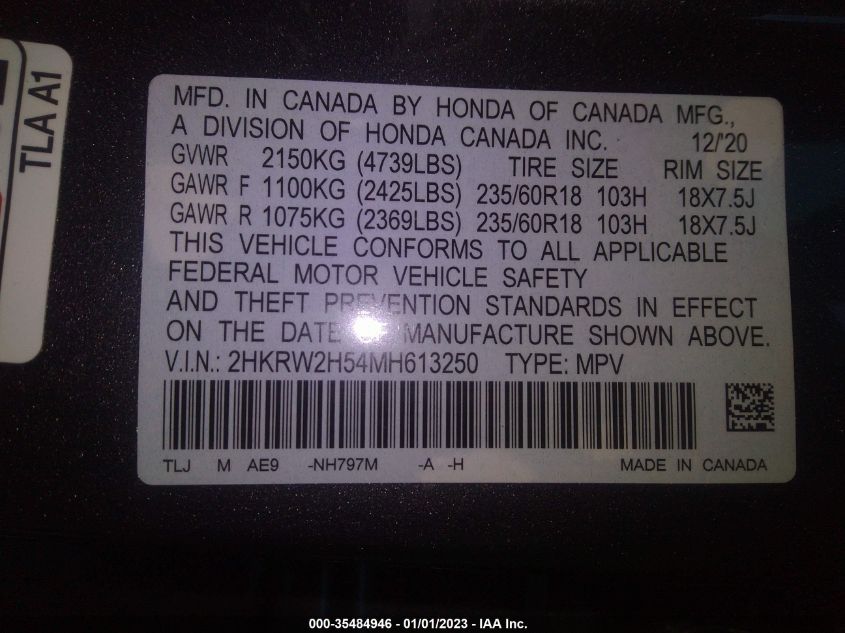 TLA A1
MFD. IN CANADA BY HONDA OF CANADA MFG.,
A DIVISION OF HONDA CANADA INC. 12/'20
GVWR 2150KG (4739LBS) TIRE SIZE RIM SIZE
GAWR F 1100KG (2425LBS) 235/60R18 103H 18X7.5J
GAWR R 1075KG (2369LBS) 235/60R18 103H 18X7.5J
THIS VEHICLE CONFORMS TO ALL APPLICABLE
FEDERAL MOTOR VEHICLE SAFETY
AND THEFT PREVENTION STANDARDS IN EFFECT
ON THE DATE OF MANUFACTURE SHOWN ABOVE.
V.I.N.: 2HKRW2H54MH613250 TYPE: MPV
TLJ M AE9 -NH797M -A -H MADE IN CANADA
000-35484946 - 01/01/2023 - IAA Inc.